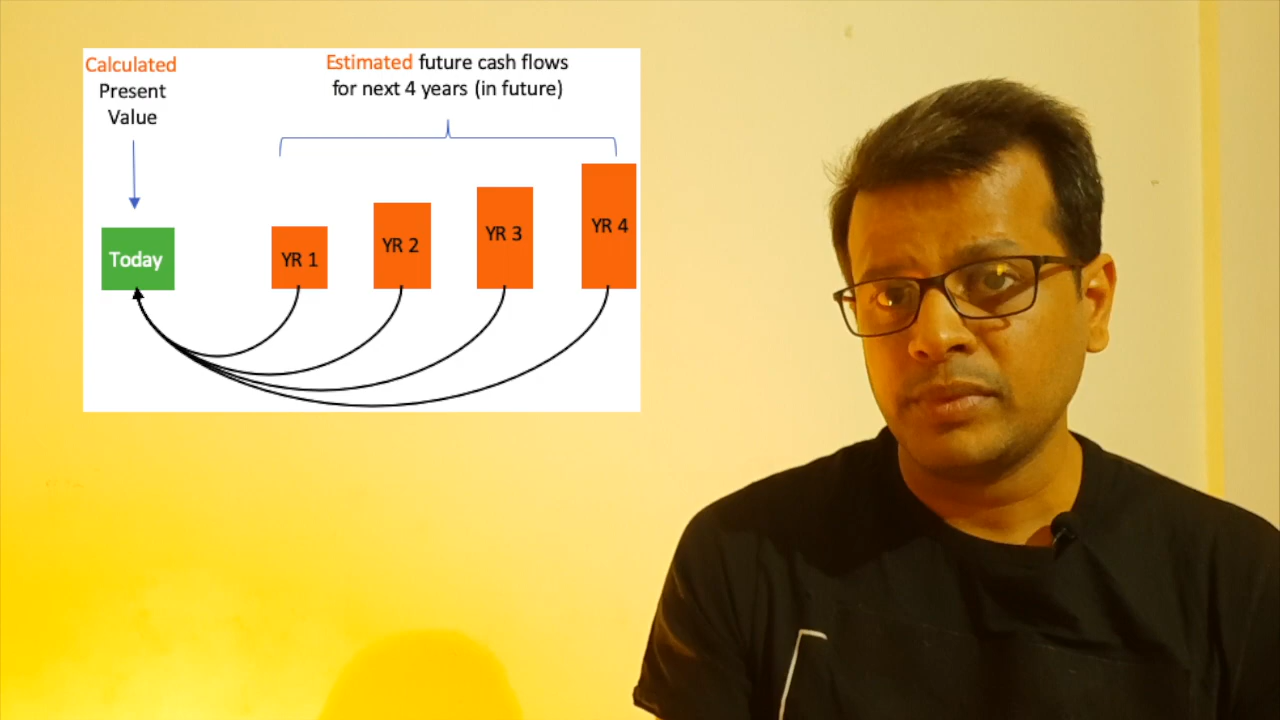 Calculated
Present
Value
Estimated future cash flows
for next 4 years (in future)
Today
YR 1
YR 2
YR 3
YR 4